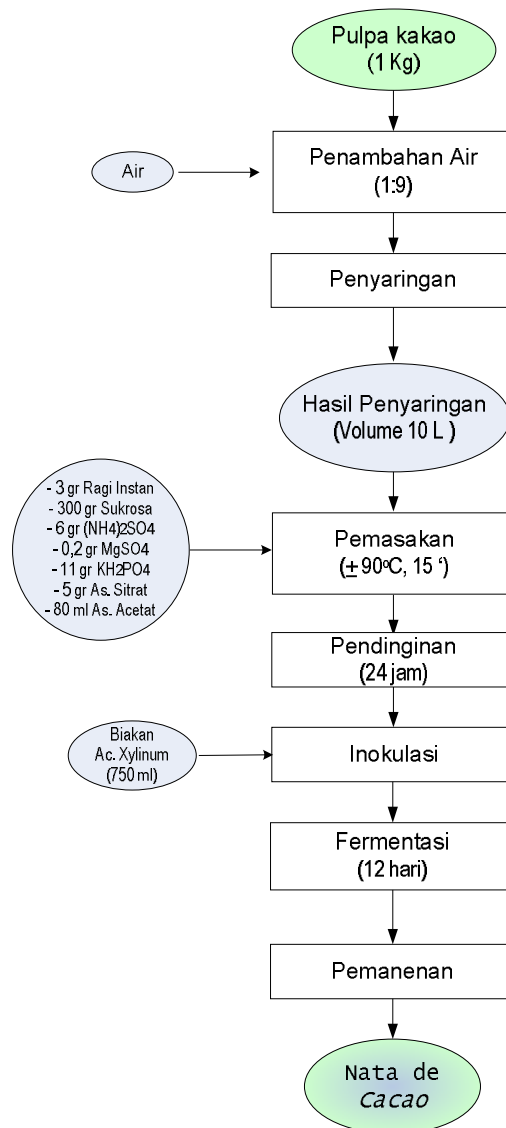 Pulpa kakao
(1 Kg)
Air
Penambahan Air
(1:9)
Penyaringan
Hasil Penyaringan
(Volume 10 L )
- 3 gr Ragi Instan
- 300 gr Sukrosa
- 6 gr (NH4)2SO4
- 0,2 gr MgSO4
- 11 gr KH2PO4
- 5 gr As. Sitrat
- 80 ml As. Acetat
Pemasakan
(± 90ºC, 15 ‘)
Pendinginan
(24 jam)
Biakan
Ac. Xylinum
(750 ml)
Inokulasi
Fermentasi
(12 hari)
Pemanenan
Nata de
Cacao